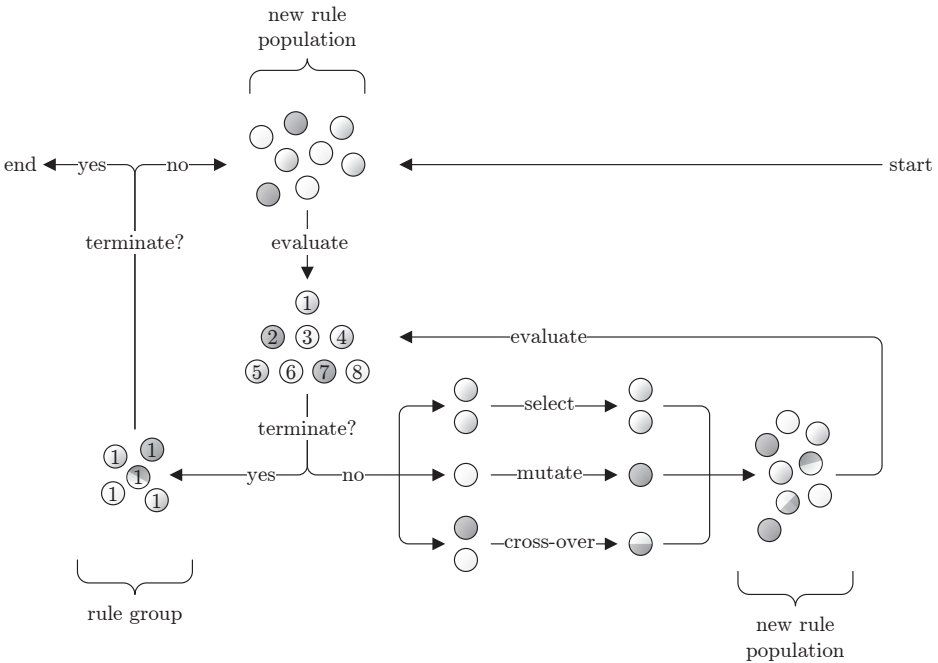 new rule
population
end
yes
no
start
terminate?
evaluate
1
2
3
4
evaluate
5
6
7
8
select
terminate?
1
1
1
1
1
yes
no
mutate
cross-over
rule group
new rule
population